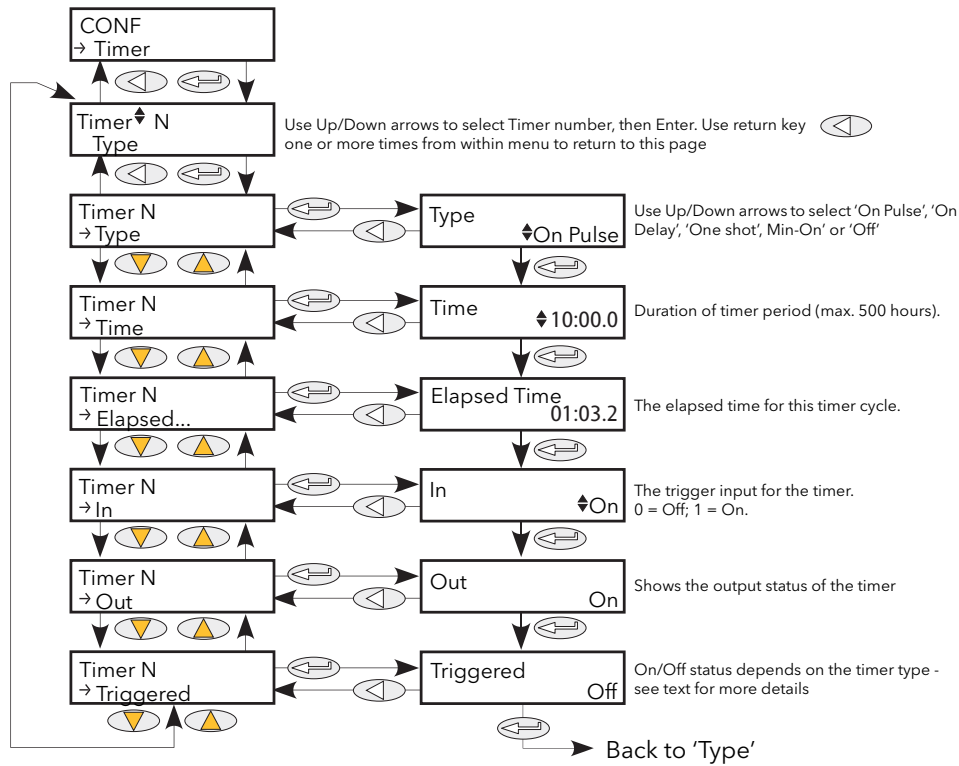 CONF
→ Timer
Timer N
Type
Use Up/Down arrows to select Timer number, then Enter. Use return key
one or more times from within menu to return to this page
Timer N
→ Type
Type
On Pulse
Use Up/Down arrows to select ‘On Pulse’, ‘On
Delay’, ‘One shot’, Min-On’ or ‘Off’
Timer N
→ Time
Time
10:00.0
Duration of timer period (max. 500 hours).
Timer N
→ Elapsed...
Elapsed Time
01:03.2
The elapsed time for this timer cycle.
Timer N
→ In
In
On
The trigger input for the timer.
0 = Off; 1 = On.
Timer N
→ Out
Out
On
Shows the output status of the timer
Timer N
→ Triggered
Triggered
Off
On/Off status depends on the timer type -
see text for more details
Back to ‘Type’